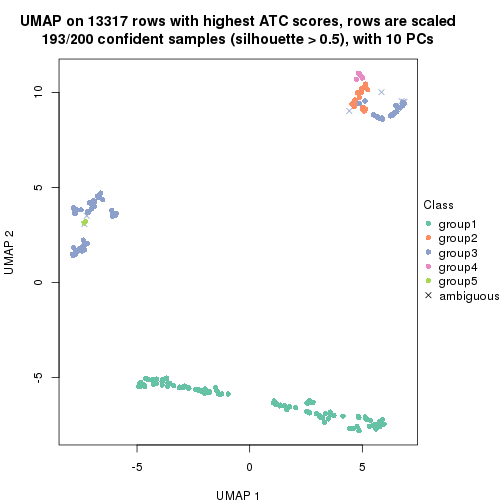 UMAP on 13317 rows with highest ATC scores, rows are scaled
193/200 confident samples (silhouette > 0.5), with 10 PCs
10
5
0
-5
UMAP 2
-5
0
5
UMAP 1
Class
group1
group2
group3
group4
group5
ambiguous